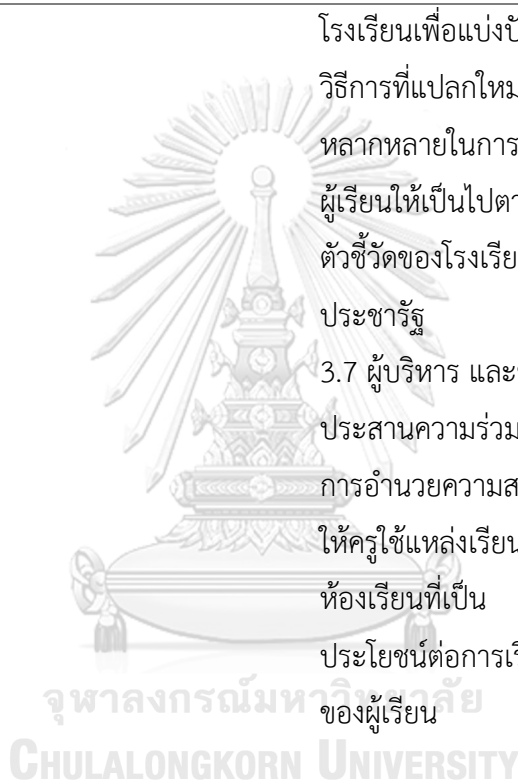 โรงเรียนเพื่อแบ่ง
วิธีการที่แปลกใหม
หลากหลายในการ
ผู้เรียนให้เป็นไปตา
ตัวชี้วัดของโรงเรีย
ประชารัฐ
3.7 ผู้บริหาร และ
ประสานความร่วม
การอำนวยความส
ให้ครูใช้แหล่งเรียน
ห้องเรียนที่เป็น
ประโยชน์ต่อการเรี
ของผู้เรียน
จุฬาลงกรณ์มหาวิทยาลัย
CHULALONGKORN UNIVERSITY